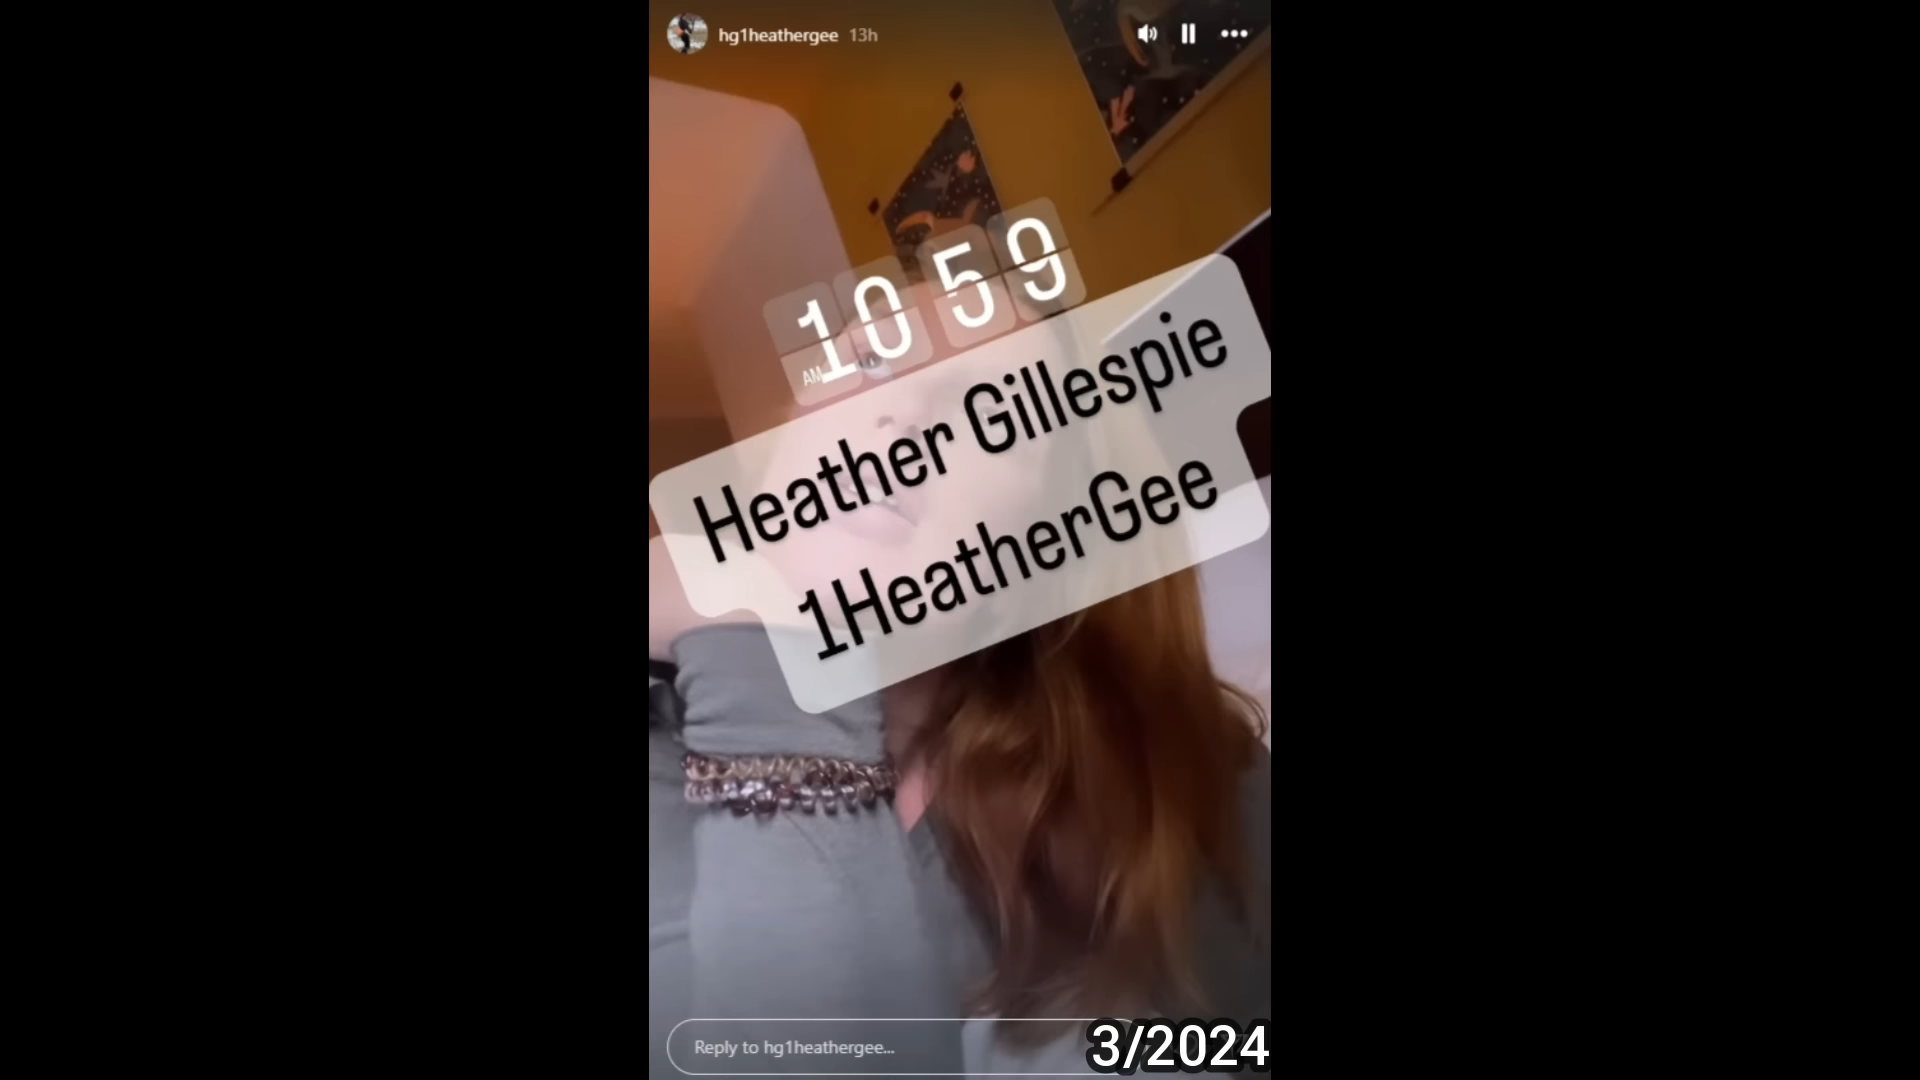 hg1heathergee 13h
10 59
AM
Heather Gillespie
1HeatherGee
Reply to hg1heathergee...
3/2024